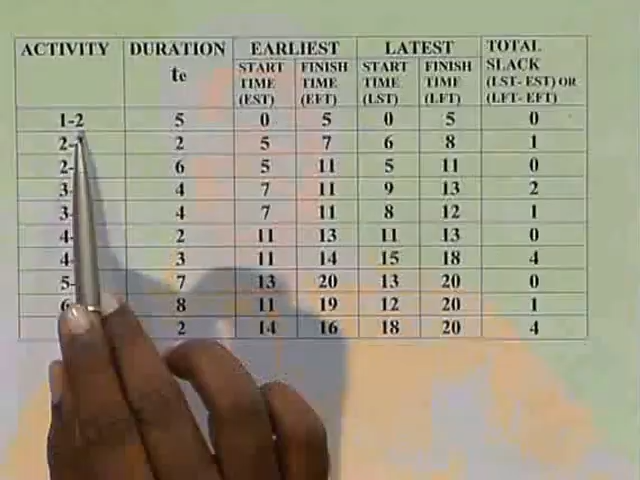 ACTIVITY DURATION te EARLIEST LATEST TOTAL SLACK (LST- EST) OR (LFT- EFT)
START TIME (EST) FINISH TIME (EFT) START TIME (LST) FINISH TIME (LFT)
1-2 5 0 5 0 5 0
2- 2 5 7 6 8 1
2- 6 5 11 5 11 0
3- 4 7 11 9 13 2
3- 4 7 11 8 12 1
4- 2 11 13 11 13 0
4- 3 11 14 15 18 4
5- 7 13 20 13 20 0
6- 8 11 19 12 20 1
2 14 16 18 20 4